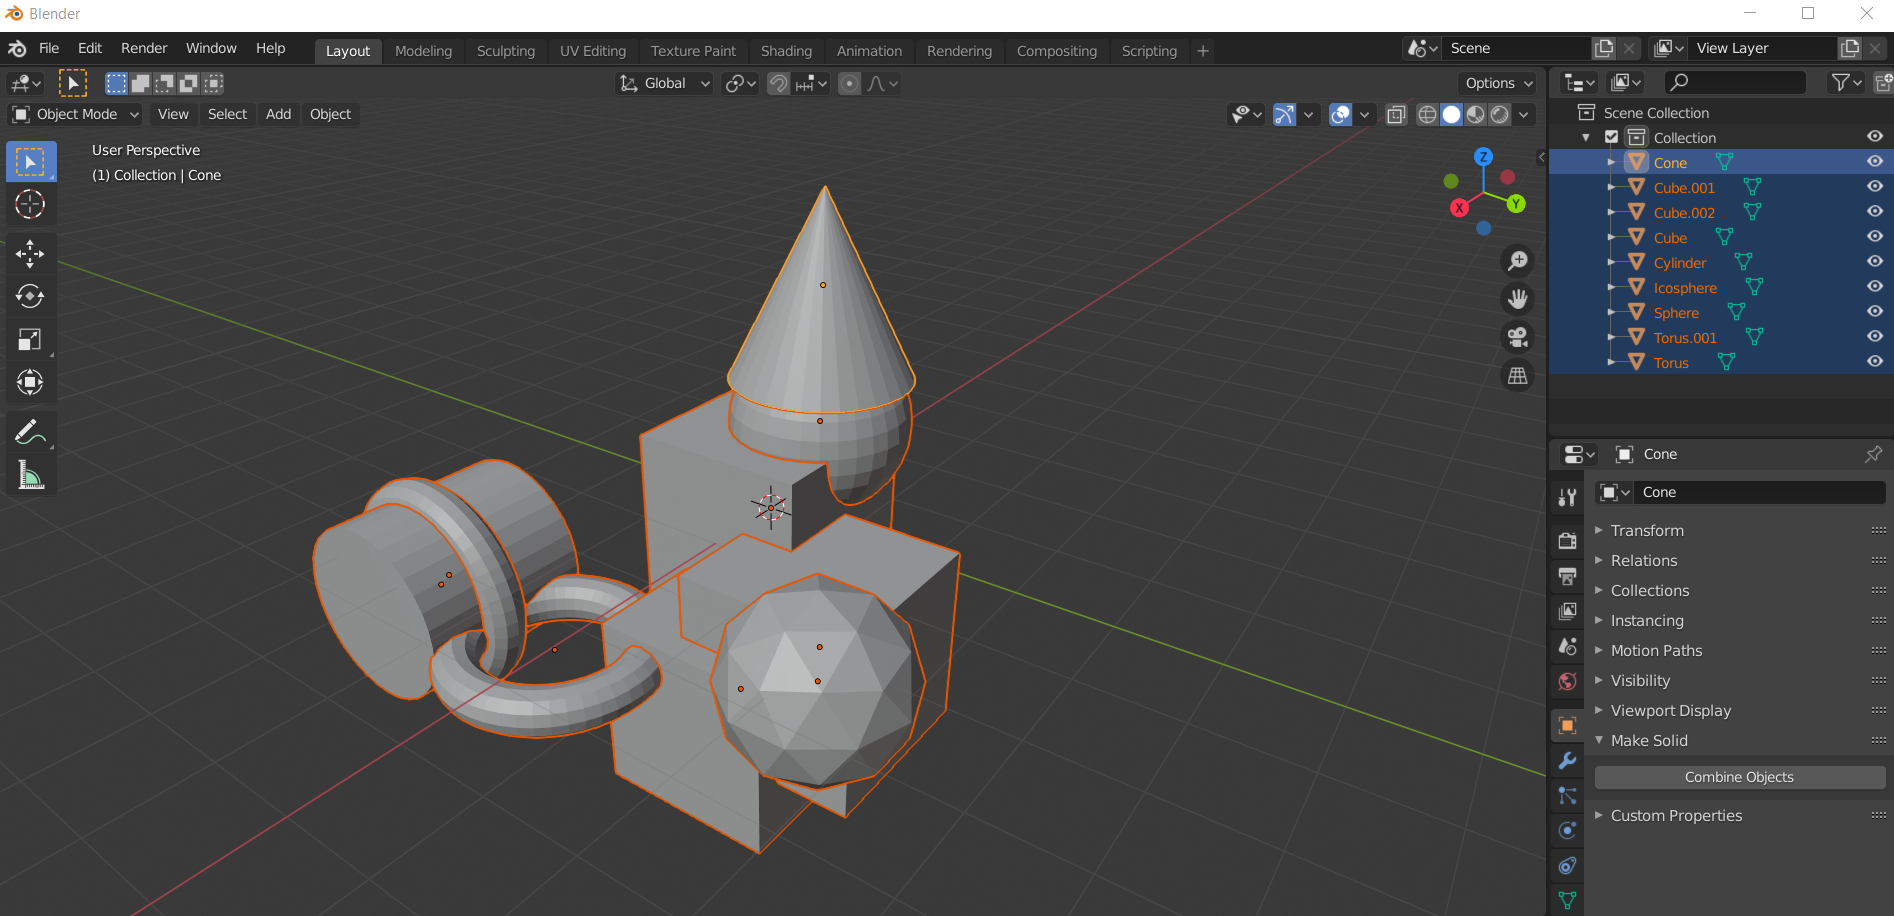 Blender
File Edit Render Window Help
Layout Modeling Sculpting UV Editing Texture Paint Shading Animation Rendering Compositing Scripting +
Scene
View Layer
Global
Options
Object Mode View Select Add Object
User Perspective
(1) Collection | Cone
Z
X
Y
Scene Collection
Collection
Cone
Cube.001
Cube.002
Cube
Cylinder
Icosphere
Sphere
Torus.001
Torus
Cone
Cone
Transform
Relations
Collections
Instancing
Motion Paths
Visibility
Viewport Display
Make Solid
Combine Objects
Custom Properties